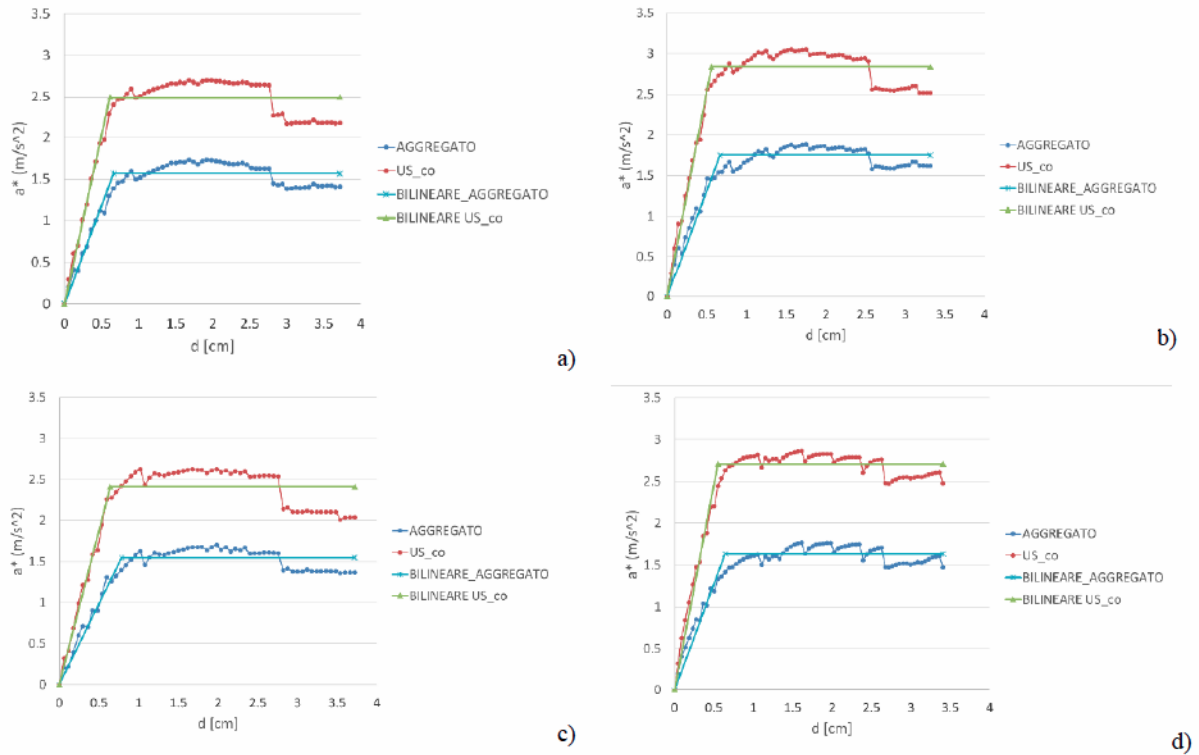 3.5
3
2.5
2
1.5
1
0.5
0
a* (m/s^2)
0 0.5 1 1.5 2 2.5 3 3.5 4
d [cm]
AGGREGATO
US_co
BILINEARE_AGGREGATO
BILINEARE US_co
a)
3.5
3
2.5
2
1.5
1
0.5
0
a* (m/s^2)
0 0.5 1 1.5 2 2.5 3 3.5 4
d [cm]
AGGREGATO
US_co
BILINEARE_AGGREGATO
BILINEARE US_co
b)
3.5
3
2.5
2
1.5
1
0.5
0
a* (m/s^2)
0 0.5 1 1.5 2 2.5 3 3.5 4
d [cm]
AGGREGATO
US_co
BILINEARE_AGGREGATO
BILINEARE US_co
c)
3.5
3
2.5
2
1.5
1
0.5
0
a* (m/s^2)
0 0.5 1 1.5 2 2.5 3 3.5 4
d [cm]
AGGREGATO
US_co
BILINEARE_AGGREGATO
BILINEARE US_co
d)